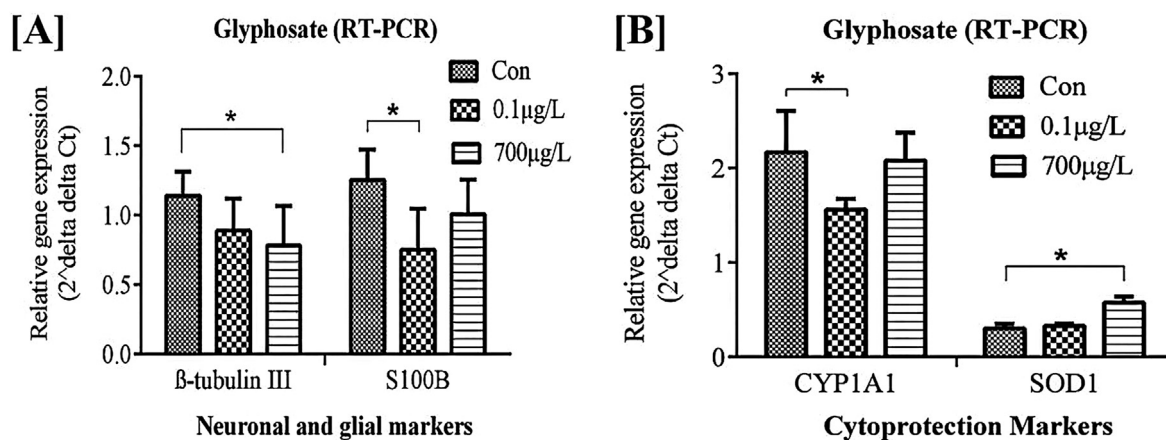 [A]
Glyphosate (RT-PCR)
Relative gene expression
(2^delta delta Ct)
2.0
1.5
1.0
0.5
0.0
*
*
Con
0.1µg/L
700µg/L
ß-tubulin III
S100B
Neuronal and glial markers
[B]
Glyphosate (RT-PCR)
Relative gene expression
(2^delta delta Ct)
3
2
1
0
*
*
Con
0.1µg/L
700µg/L
CYP1A1
SOD1
Cytoprotection Markers